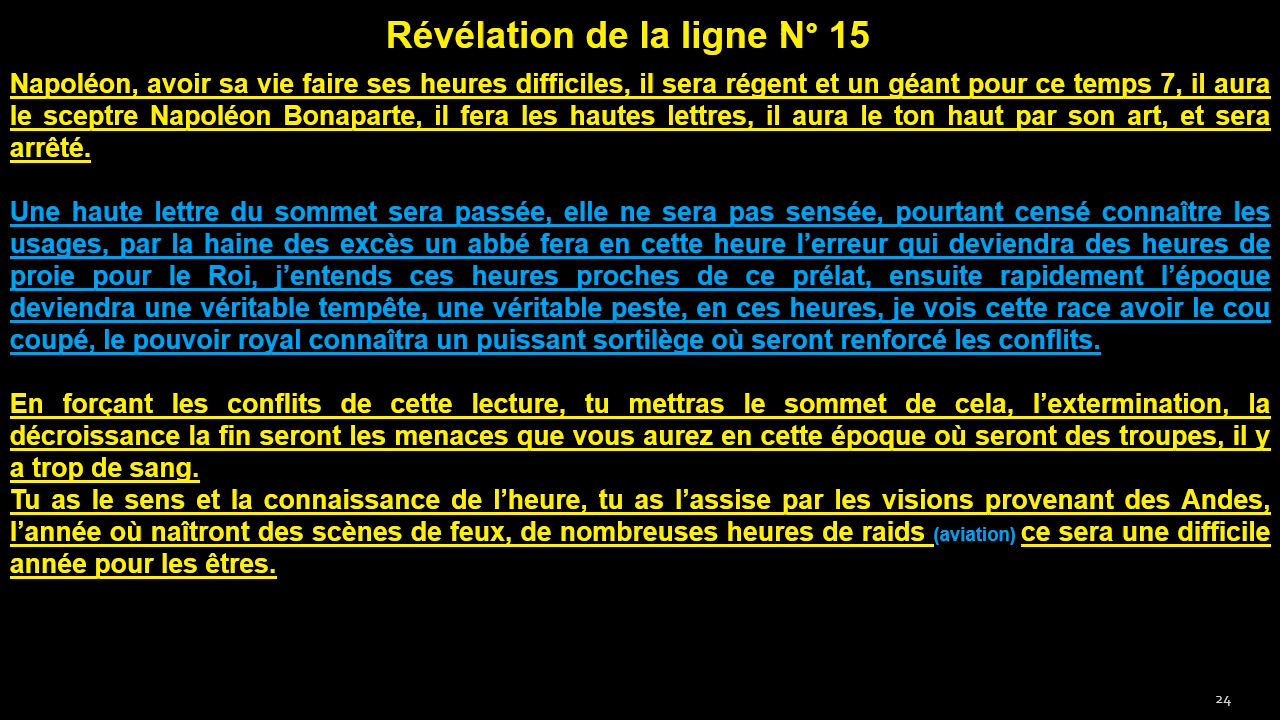 Révélation de la ligne N° 15
Napoléon, avoir sa vie faire ses heures difficiles, il sera régent et un géant pour ce temps 7, il aura
le sceptre Napoléon Bonaparte, il fera les hautes lettres, il aura le ton haut par son art, et sera
arrêté.
Une haute lettre du sommet sera passée, elle ne sera pas sensée, pourtant censé connaître les
usages, par la haine des excès un abbé fera en cette heure l’erreur qui deviendra des heures de
proie pour le Roi, j’entends ces heures proches de ce prélat, ensuite rapidement l’époque
deviendra une véritable tempête, une véritable peste, en ces heures, je vois cette race avoir le cou
coupé, le pouvoir royal connaîtra un puissant sortilège où seront renforcé les conflits.
En forçant les conflits de cette lecture, tu mettras le sommet de cela, l’extermination, la
décroissance la fin seront les menaces que vous aurez en cette époque où seront des troupes, il y
a trop de sang.
Tu as le sens et la connaissance de l’heure, tu as l’assise par les visions provenant des Andes,
l’année où naîtront des scènes de feux, de nombreuses heures de raids (aviation) ce sera une difficile
année pour les êtres.
24